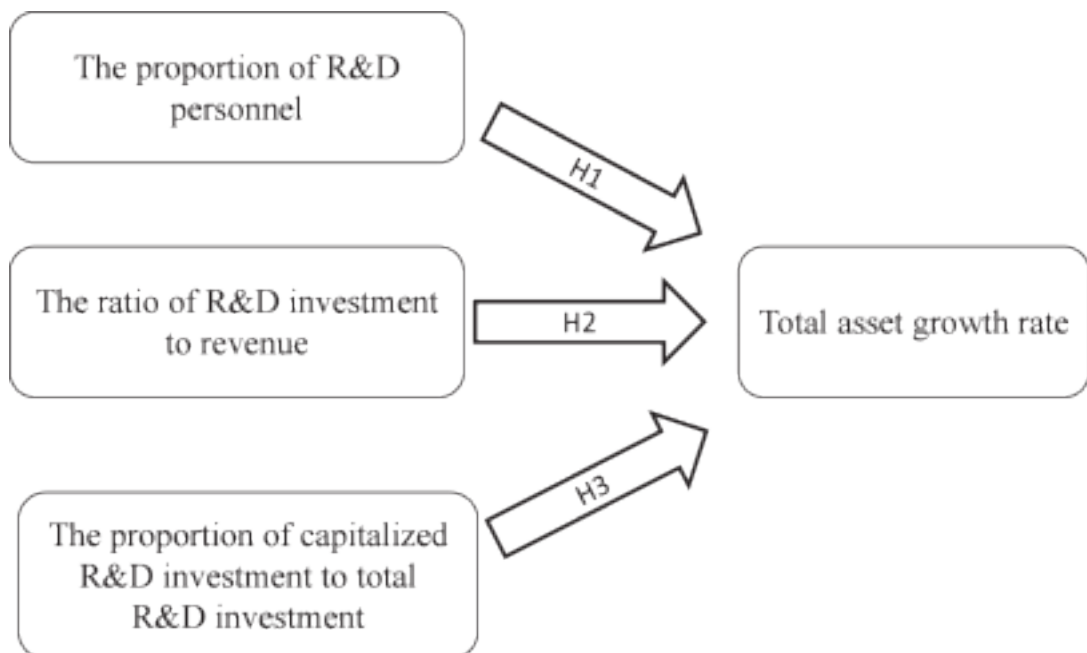 The proportion of R&D
personnel
H1
The ratio of R&D investment
to revenue
H2
Total asset growth rate
The proportion of capitalized
R&D investment to total
R&D investment
H3